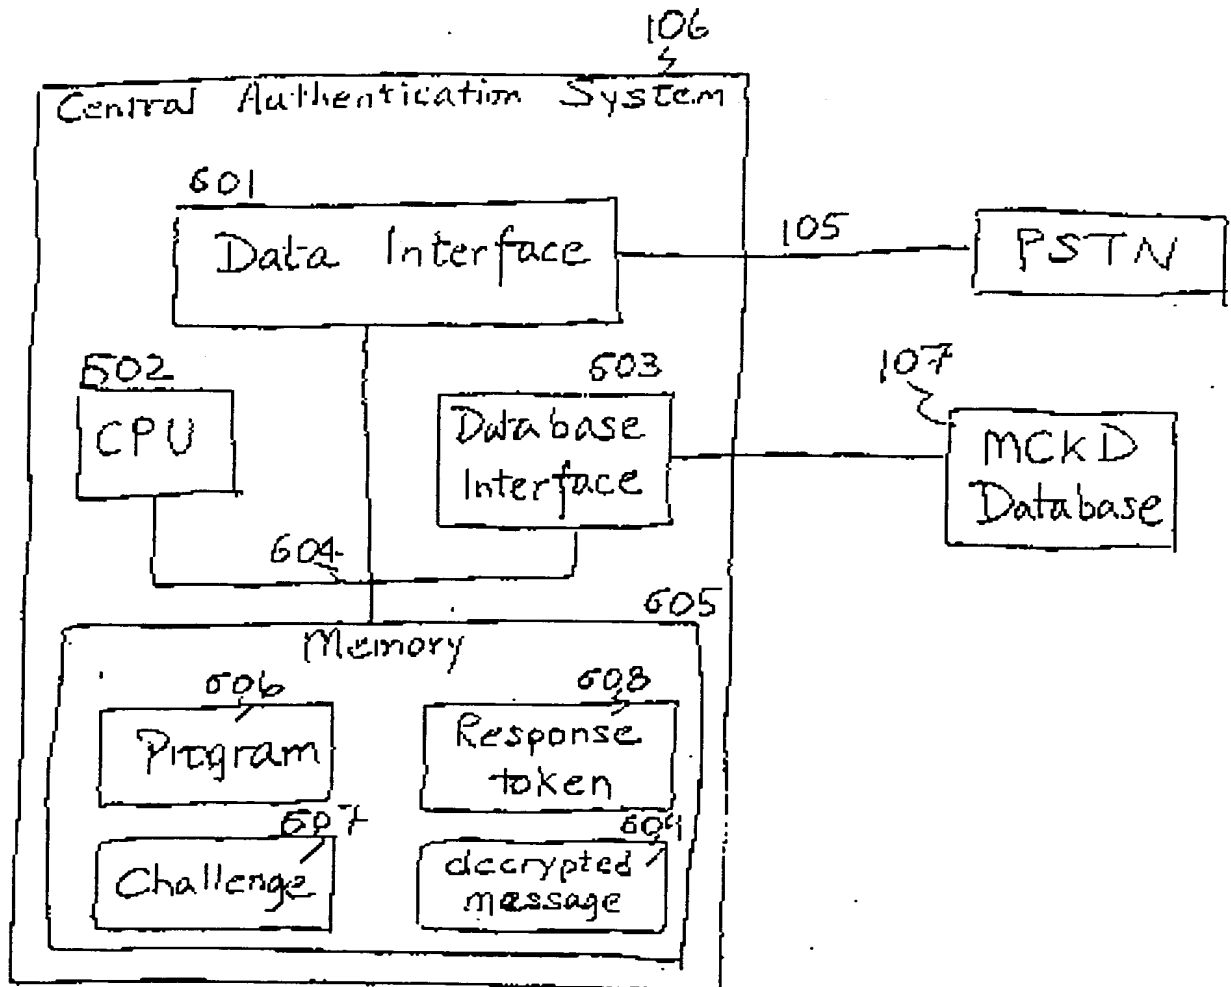 106
Central Authentication System
601
Data Interface
105
PSTN
602
CPU
603
Database
Interface
107
MCKD
Database
604
605
Memory
606
Program
608
Response
token
607
Challenge
609
decrypted
message